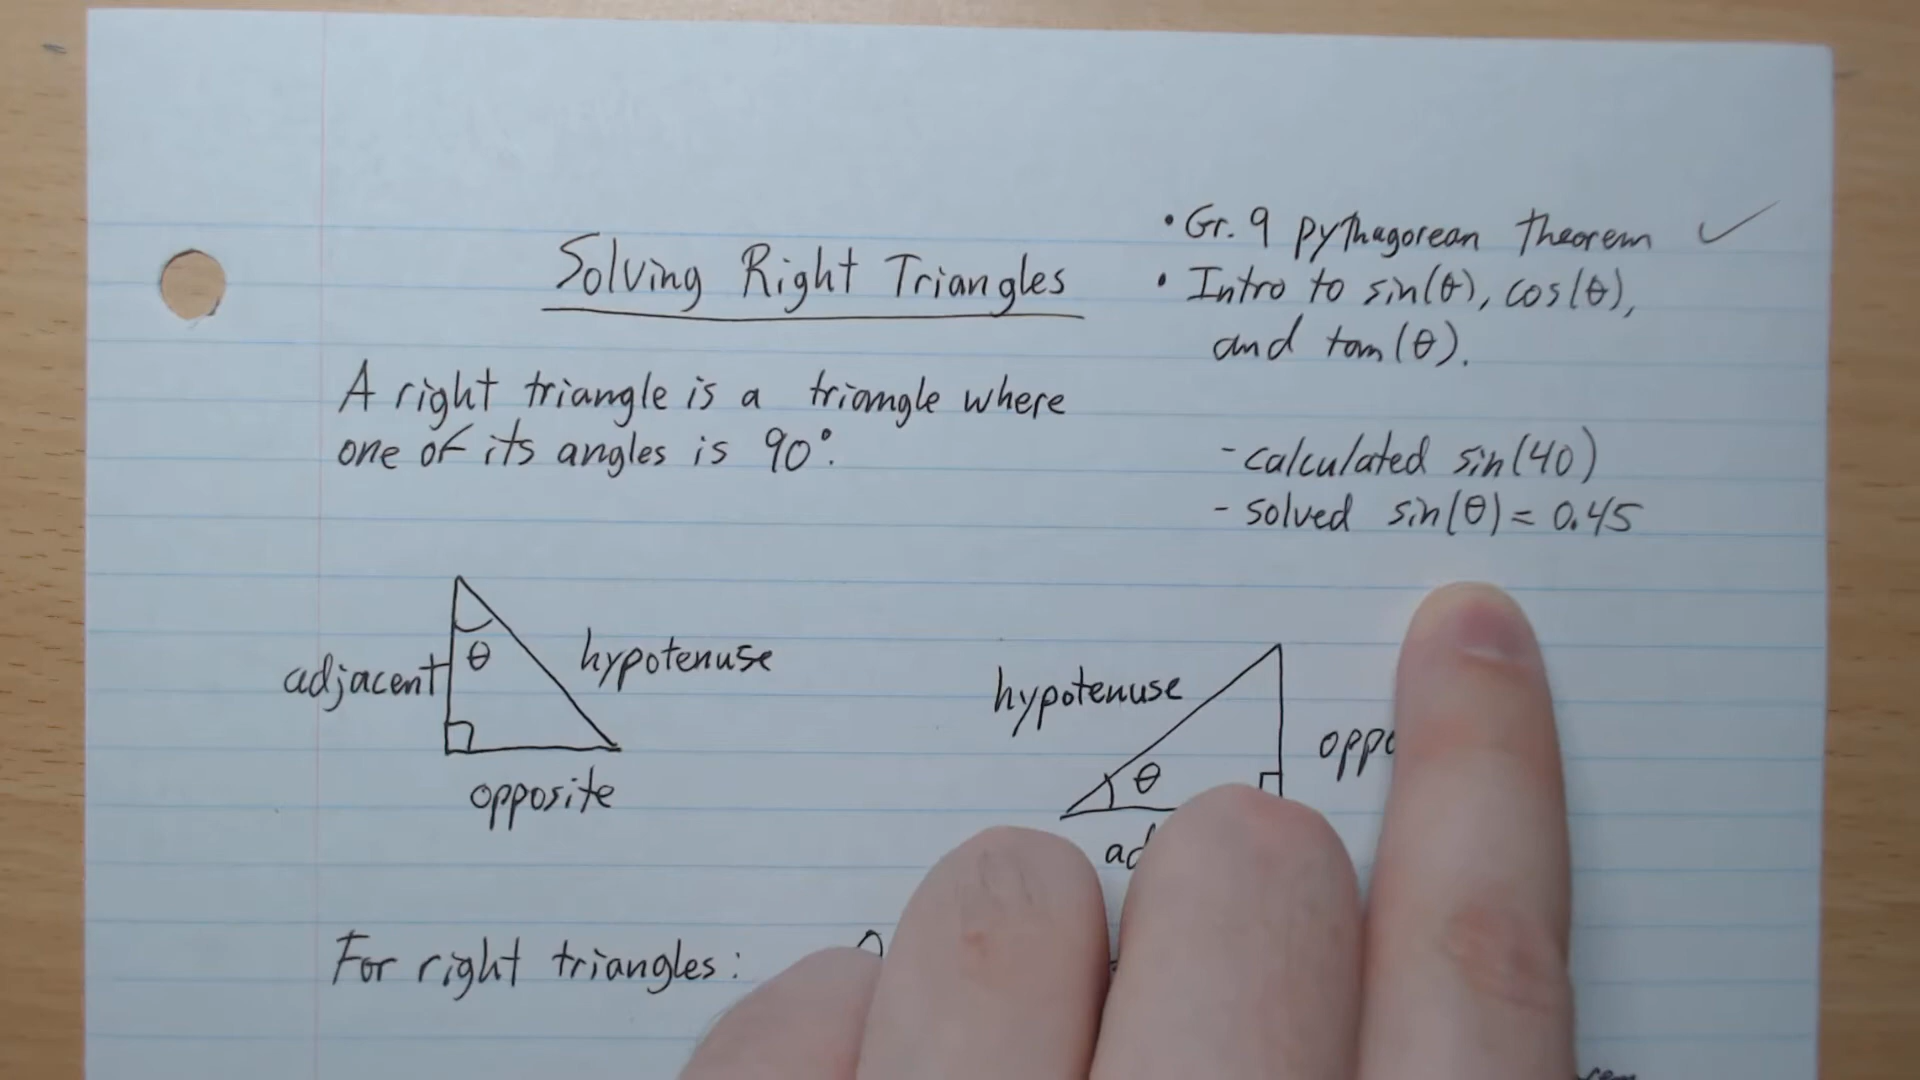 Solving Right Triangles
• Gr. 9 pythagorean theorem ✓
• Intro to sin(θ), cos(θ),
and tan(θ).
A right triangle is a triangle where
one of its angles is 90°.
- calculated sin(40)
- solved sin(θ) = 0.45
θ
adjacent
hypotenuse
opposite
hypotenuse
θ
oppo
ad
For right triangles: